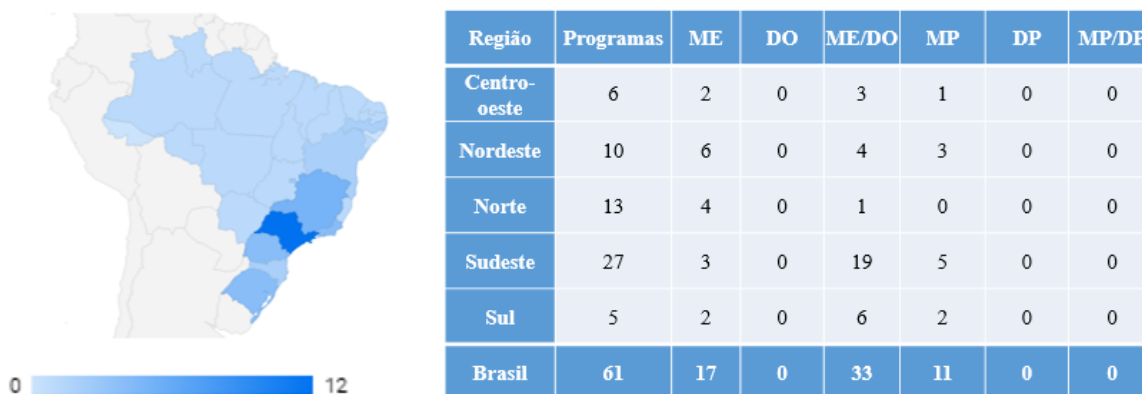 Região Programas ME DO ME/DO MP DP MP/DP
Centro-
oeste 6 2 0 3 1 0 0
Nordeste 10 6 0 4 3 0 0
Norte 13 4 0 1 0 0 0
Sudeste 27 3 0 19 5 0 0
Sul 5 2 0 6 2 0 0
Brasil 61 17 0 33 11 0 0
0 12